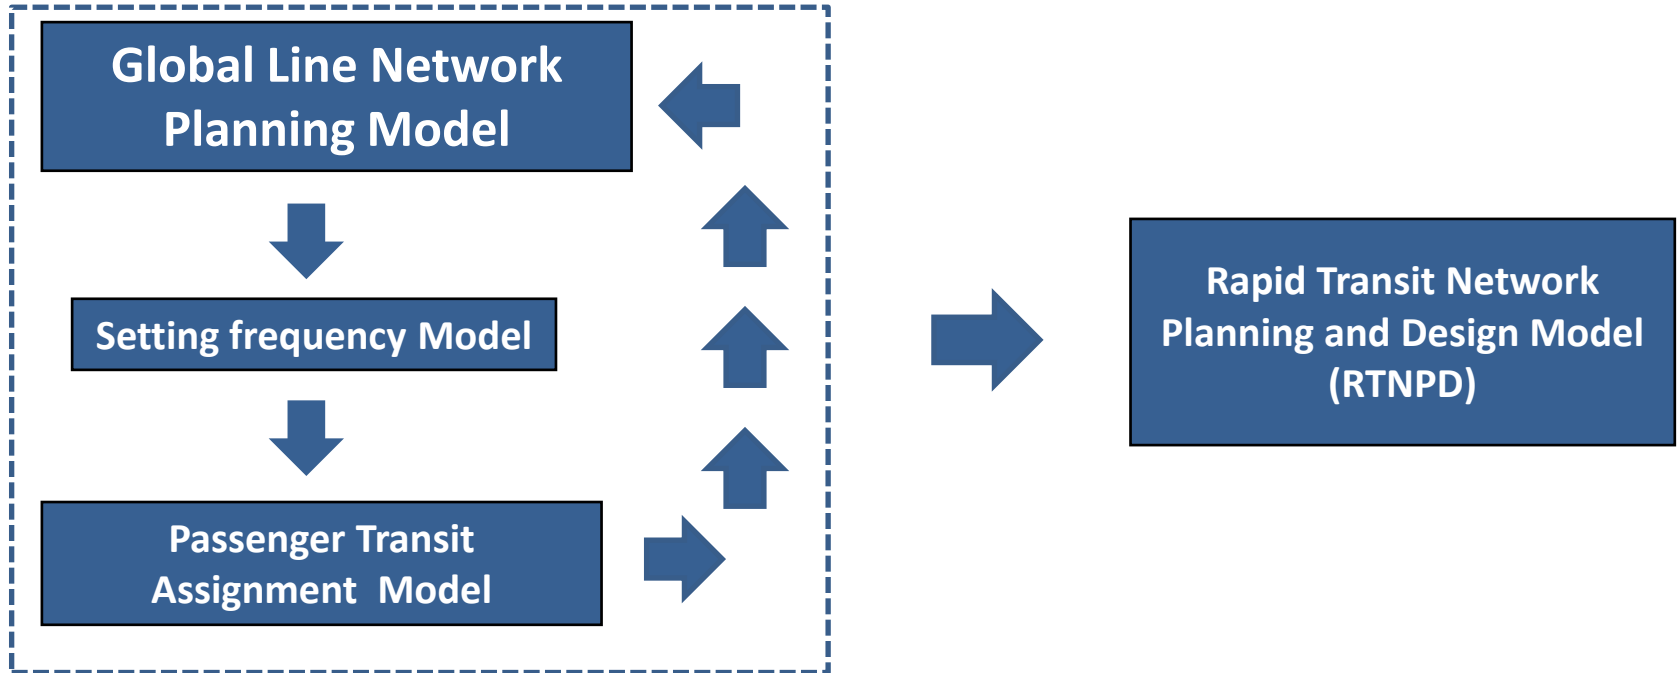 Global Line Network
Planning Model
Setting frequency Model
Passenger Transit
Assignment  Model
Rapid Transit Network
Planning and Design Model
(RTNPD)